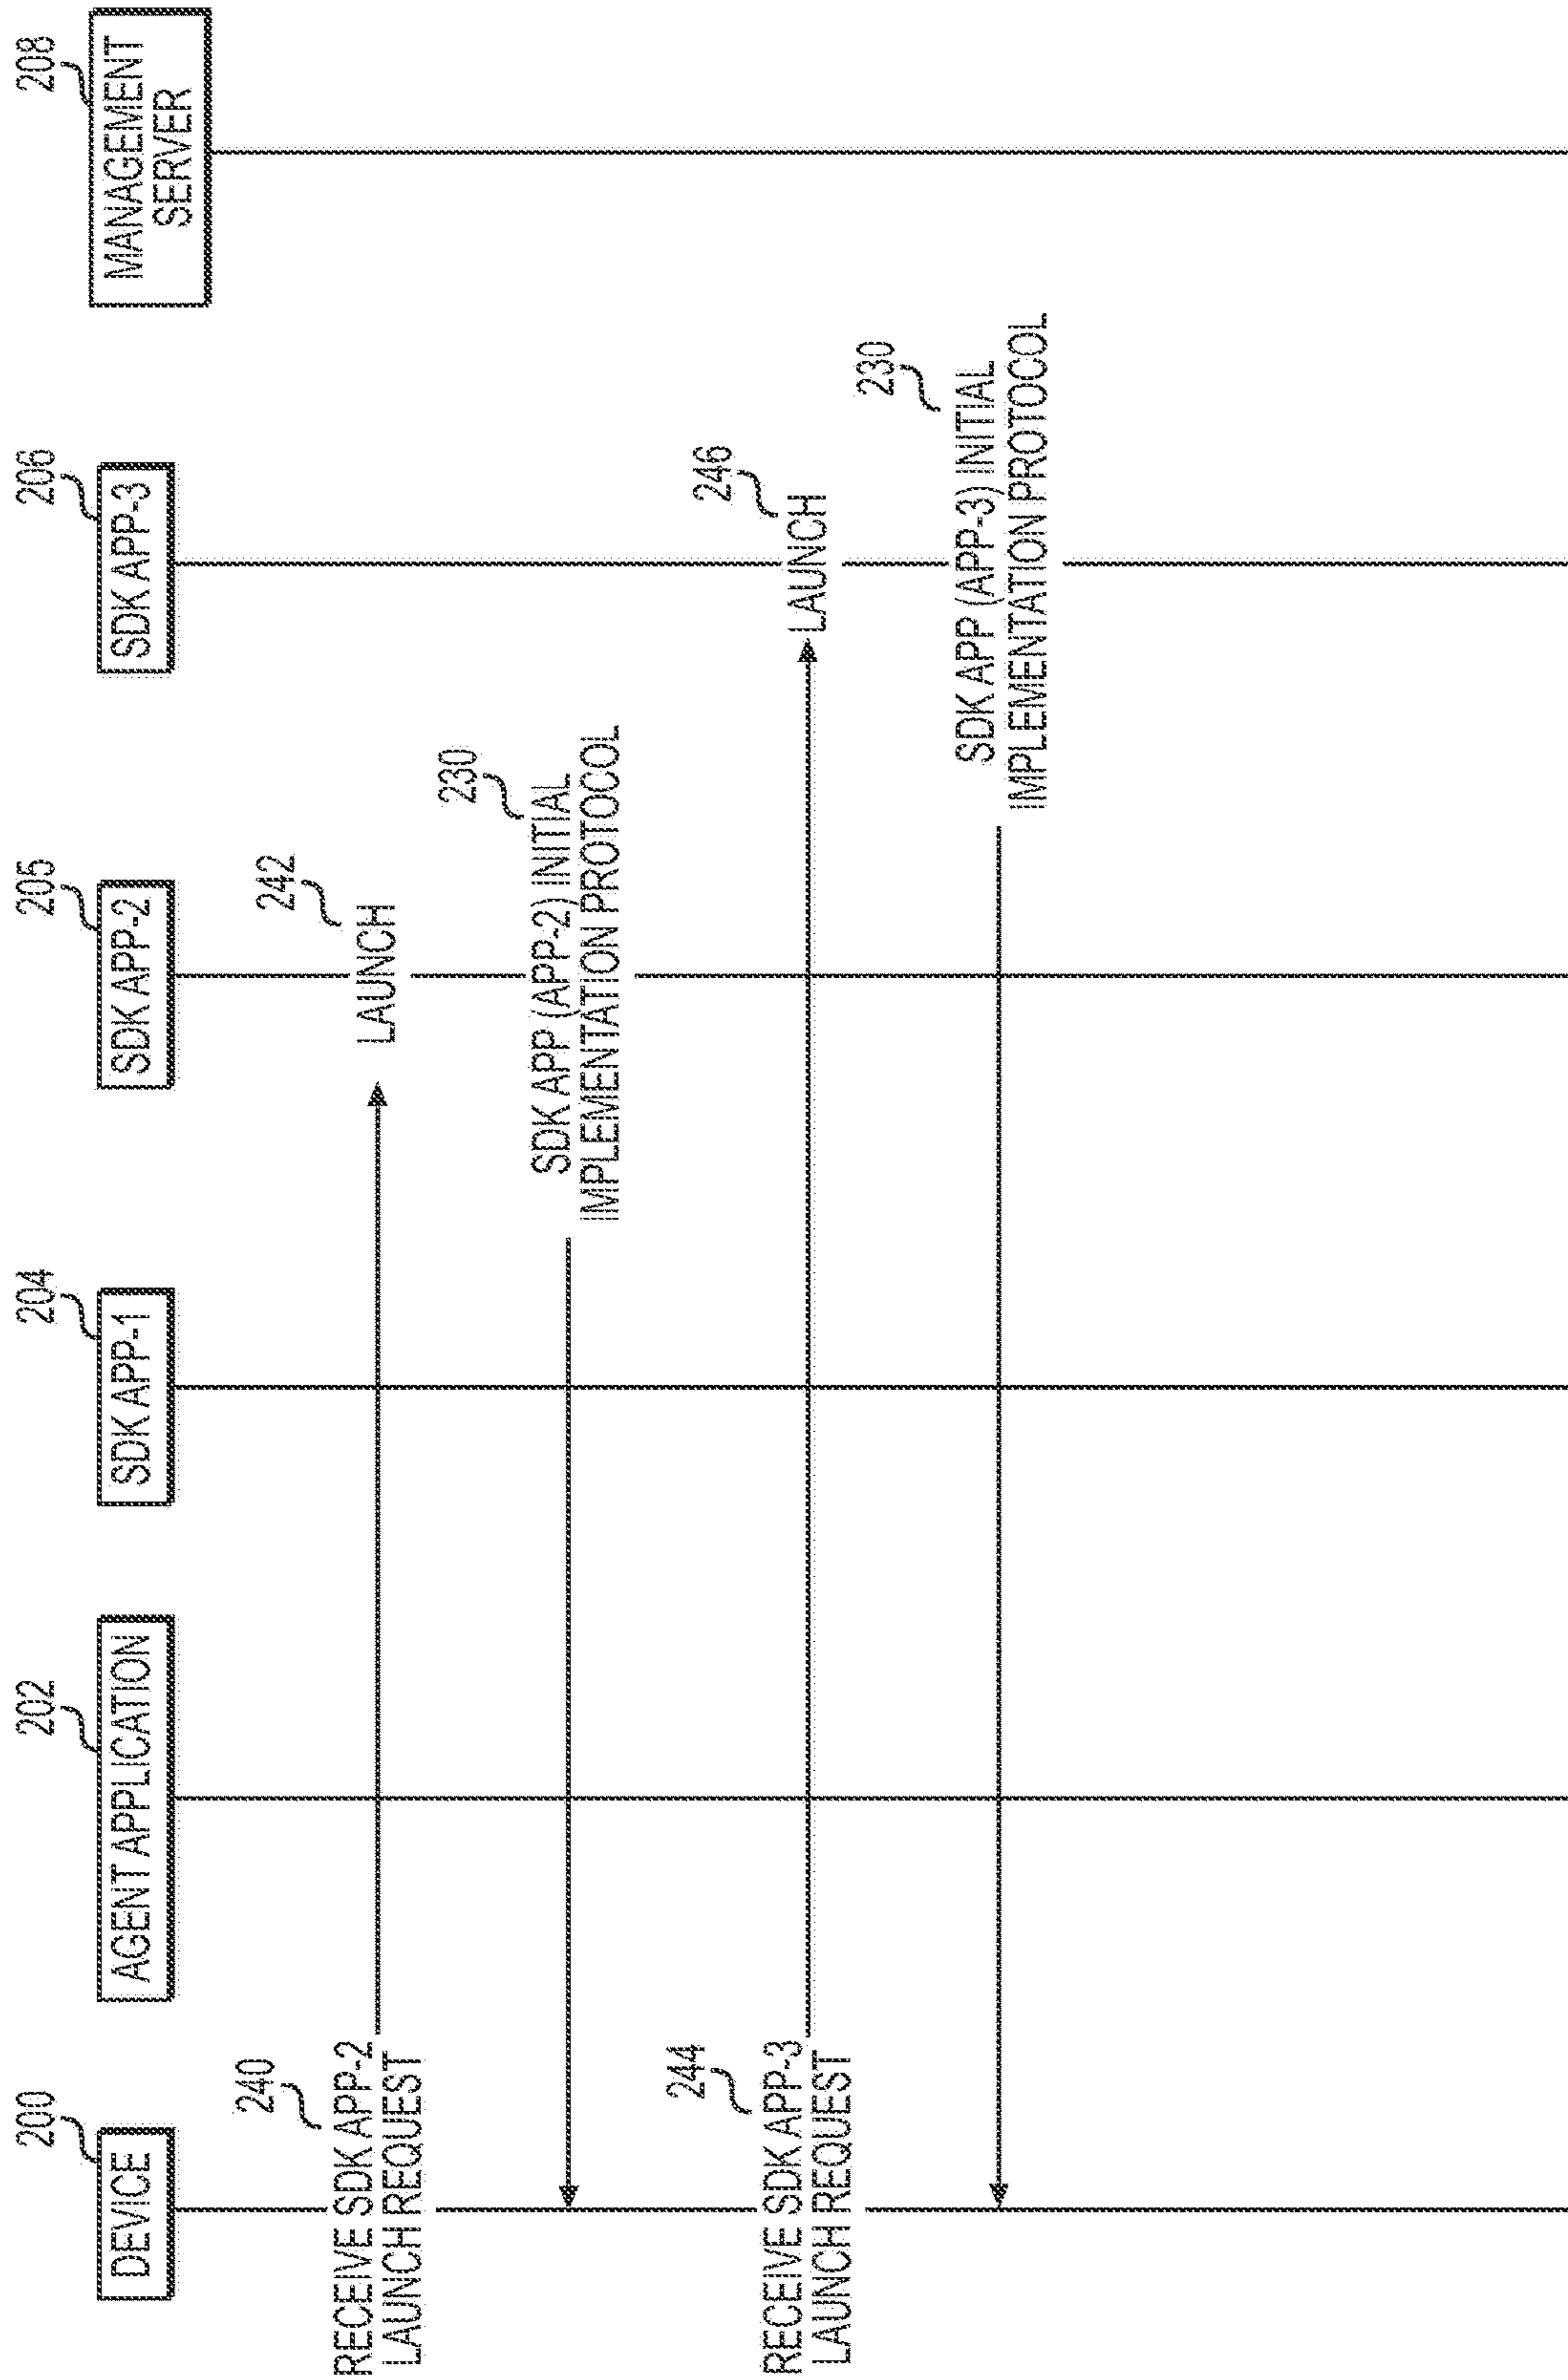 200
DEVICE
202
AGENT APPLICATION
204
SDK APP-1
205
SDK APP-2
206
SDK APP-3
208
MANAGEMENT
SERVER
240
RECEIVE SDK APP-2
LAUNCH REQUEST
242
LAUNCH
230
SDK APP (APP-2) INITIAL
IMPLEMENTATION PROTOCOL
244
RECEIVE SDK APP-3
LAUNCH REQUEST
246
LAUNCH
230
SDK APP (APP-3) INITIAL
IMPLEMENTATION PROTOCOL